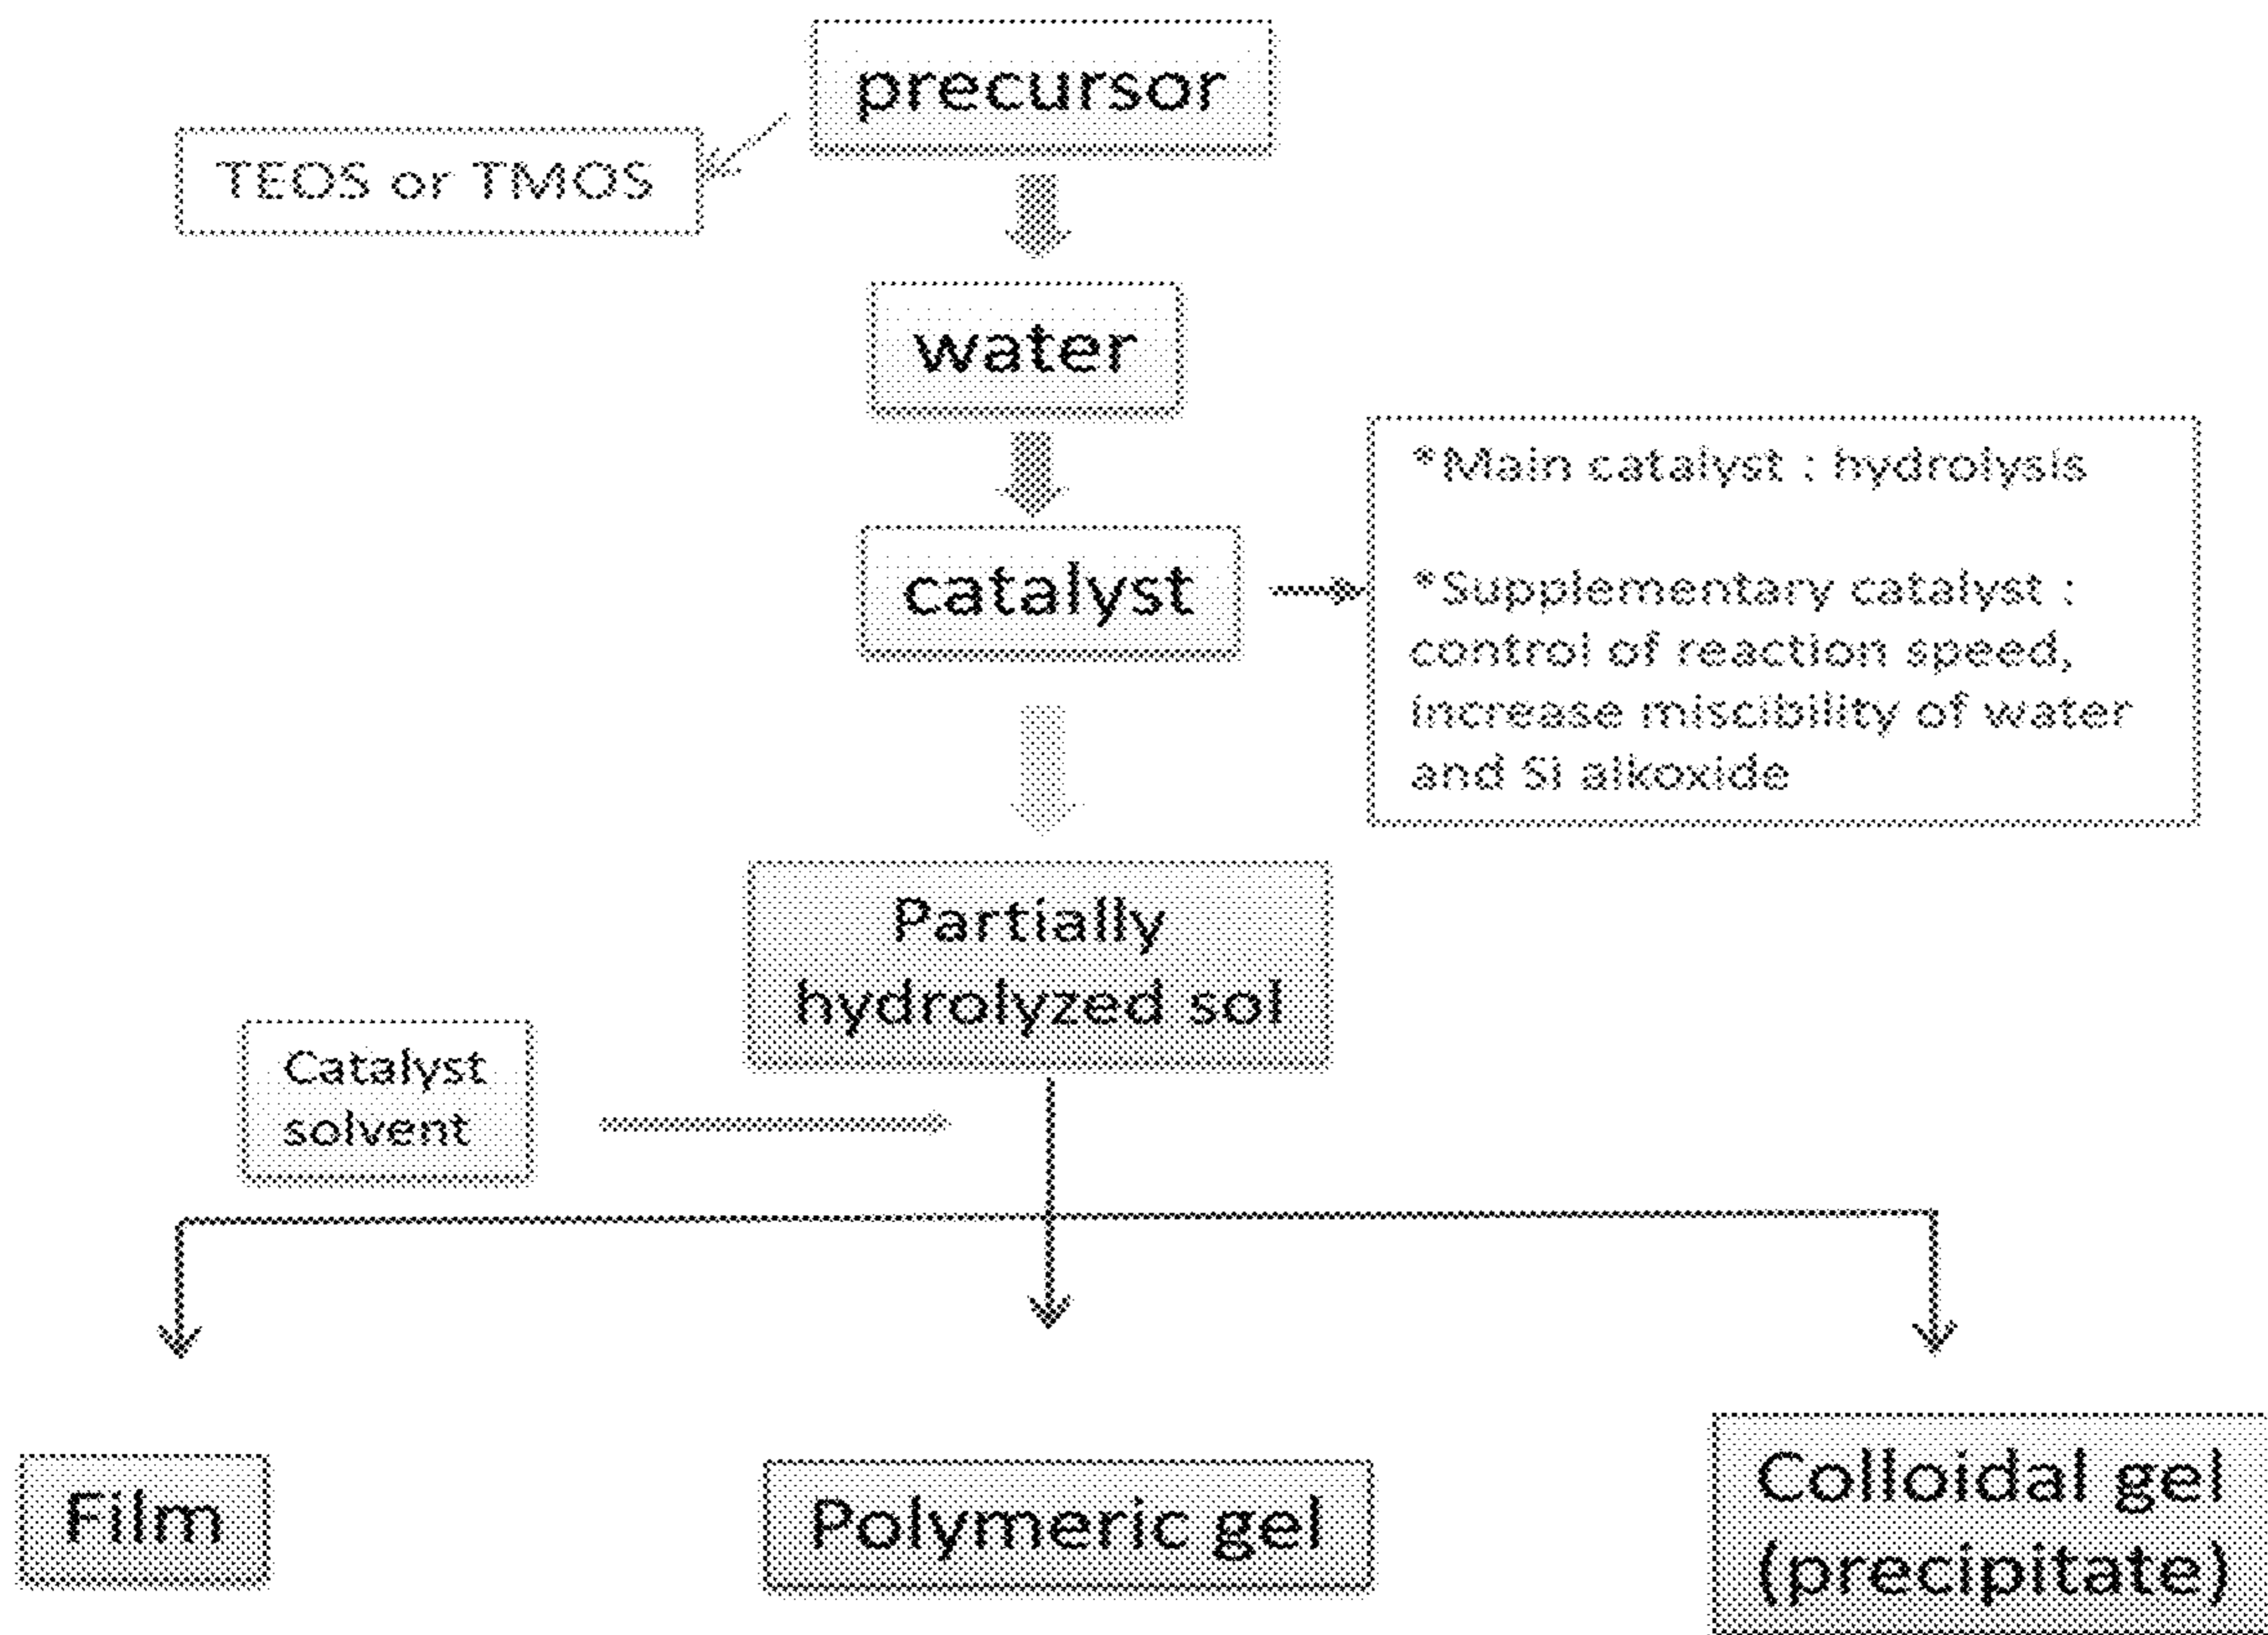 precursor
TEOS or TMOS
water
catalyst
*Main catalyst : hydrolysis
*Supplementary catalyst :
control of reaction speed,
increase miscibility of water
and Si alkoxide
Partially
hydrolyzed sol
Catalyst
solvent
Film
Polymeric gel
Colloidal gel
(precipitate)